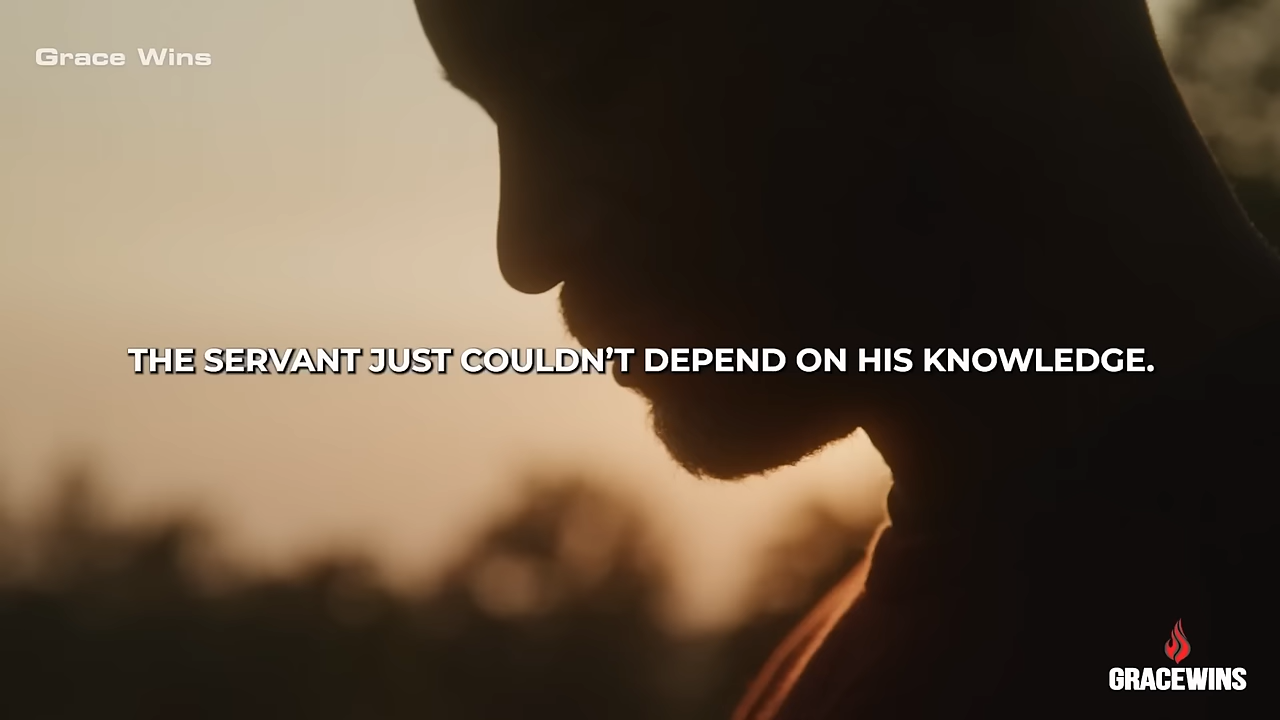 Grace Wins
THE SERVANT JUST COULDN’T DEPEND ON HIS KNOWLEDGE.
GRACEWINS